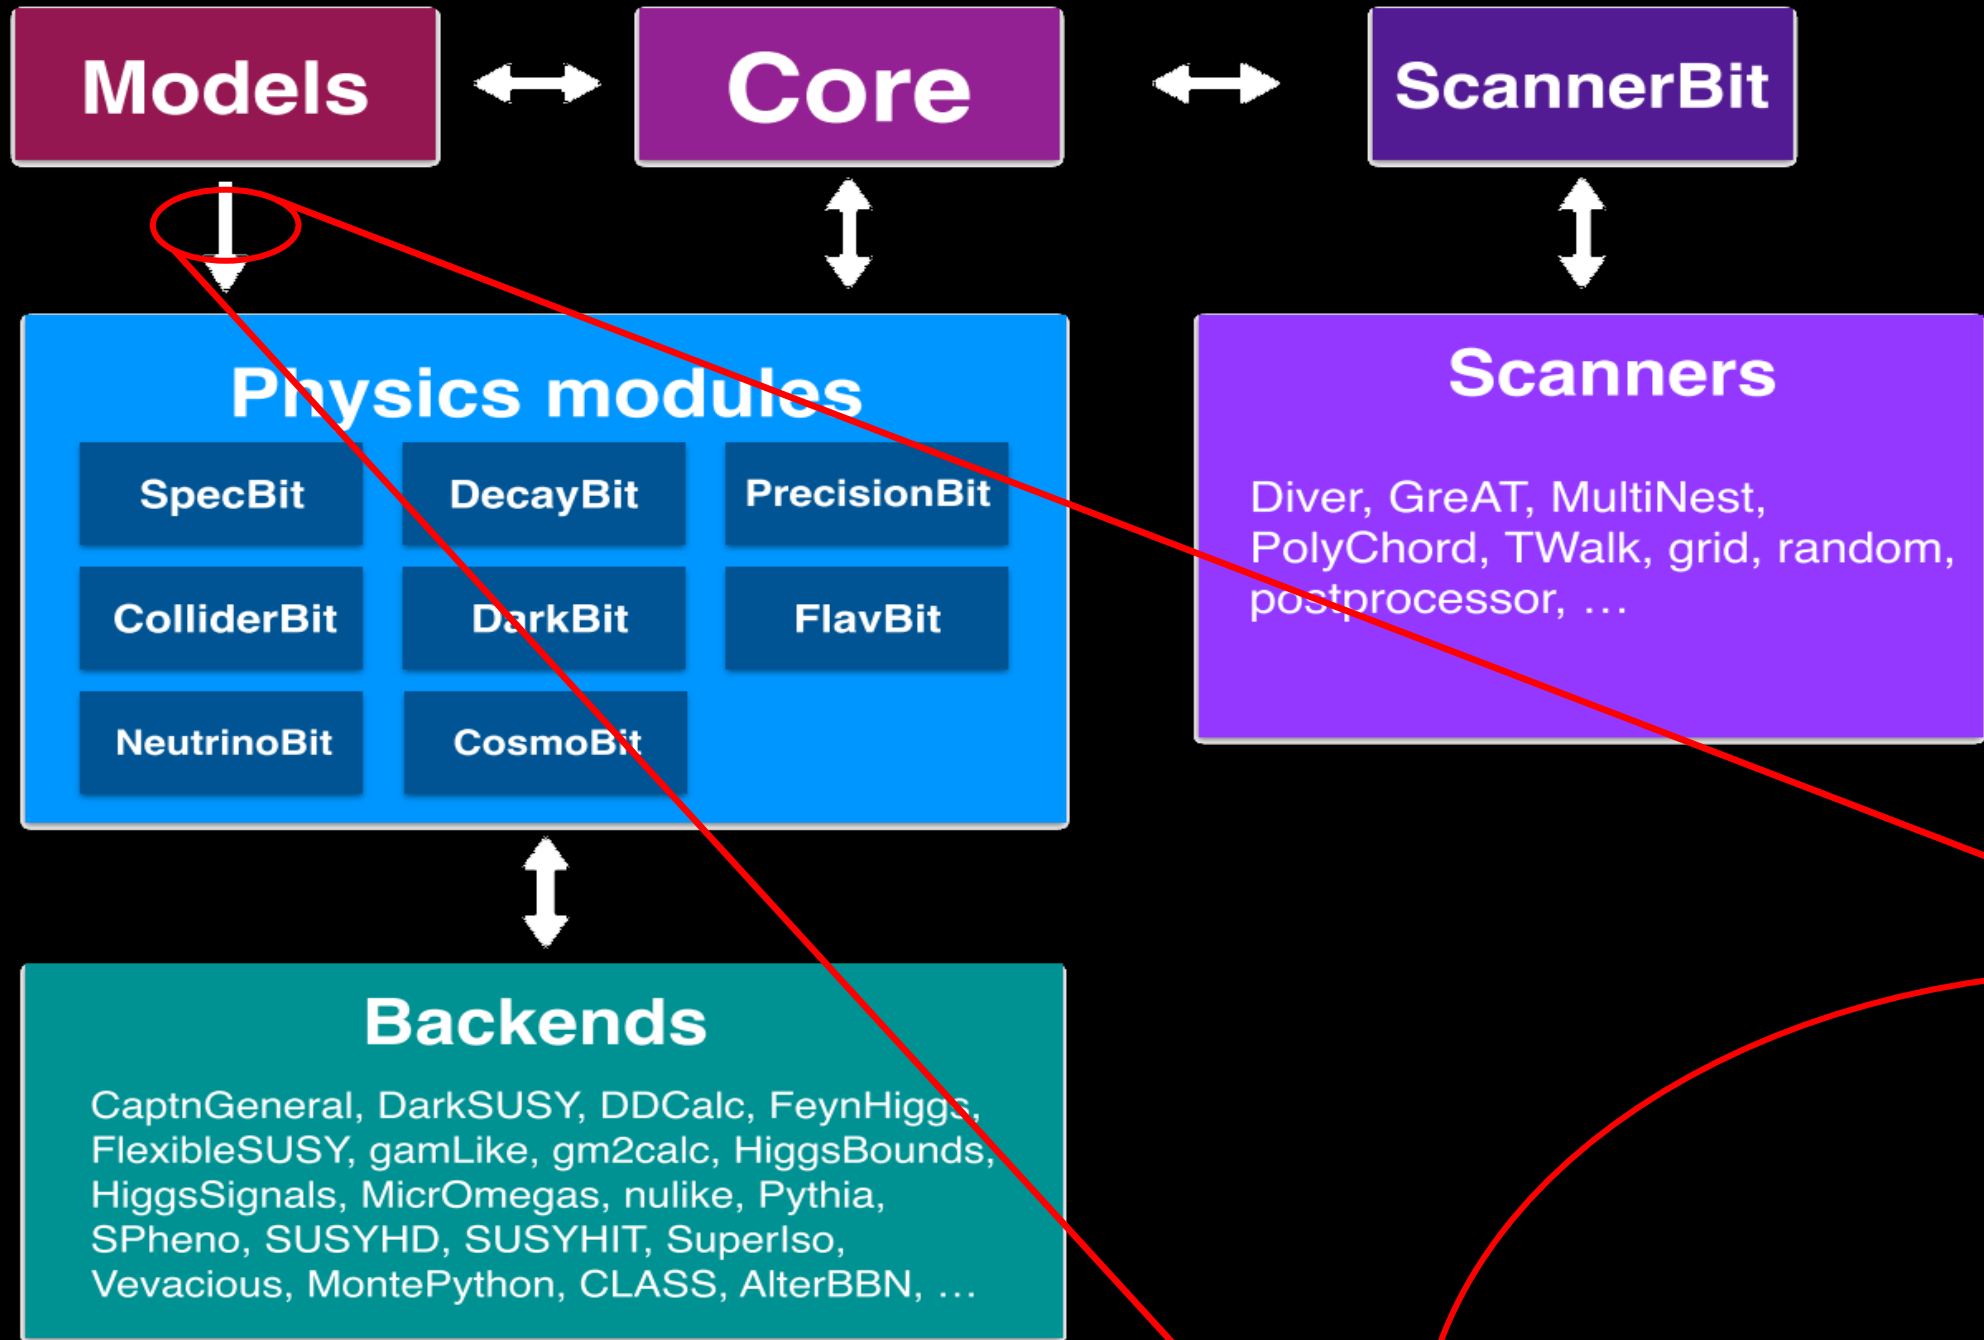 Models
Core
ScannerBit
Physics modules
SpecBit
DecayBit
PrecisionBit
ColliderBit
DarkBit
FlavBit
NeutrinoBit
CosmoBit
Scanners
Diver, GreAT, MultiNest,
PolyChord, TWalk, grid, random,
postprocessor, …
Backends
CaptnGeneral, DarkSUSY, DDCalc, FeynHiggs,
FlexibleSUSY, gamLike, gm2calc, HiggsBounds,
HiggsSignals, MicrOmegas, nulike, Pythia,
SPheno, SUSYHD, SUSYHIT, SuperIso,
Vevacious, MontePython, CLASS, AlterBBN, …